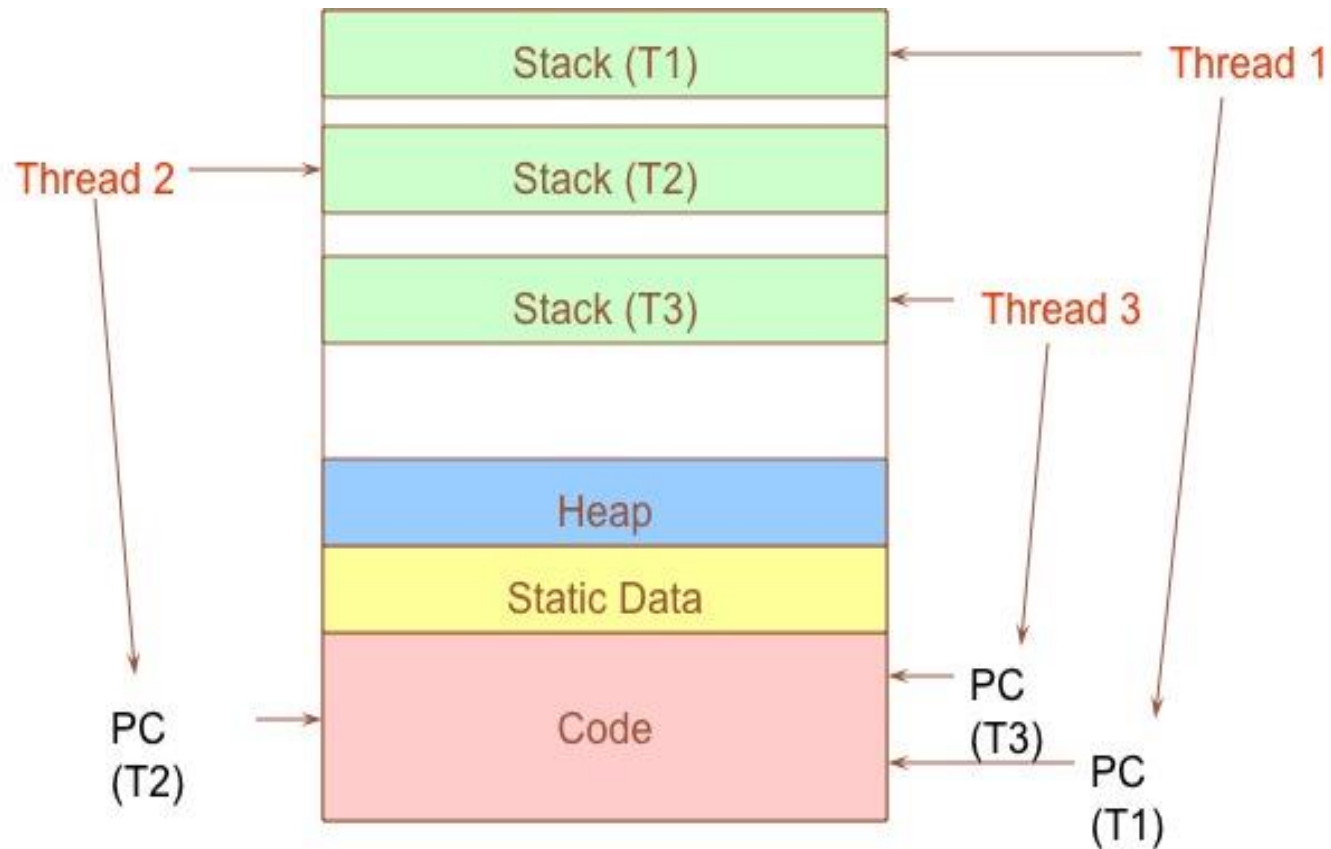 Stack (T1)
Thread 1
Thread 2
Stack (T2)
Stack (T3)
Thread 3
Heap
Static Data
PC
(T3)
PC
(T2)
Code
PC
(T1)